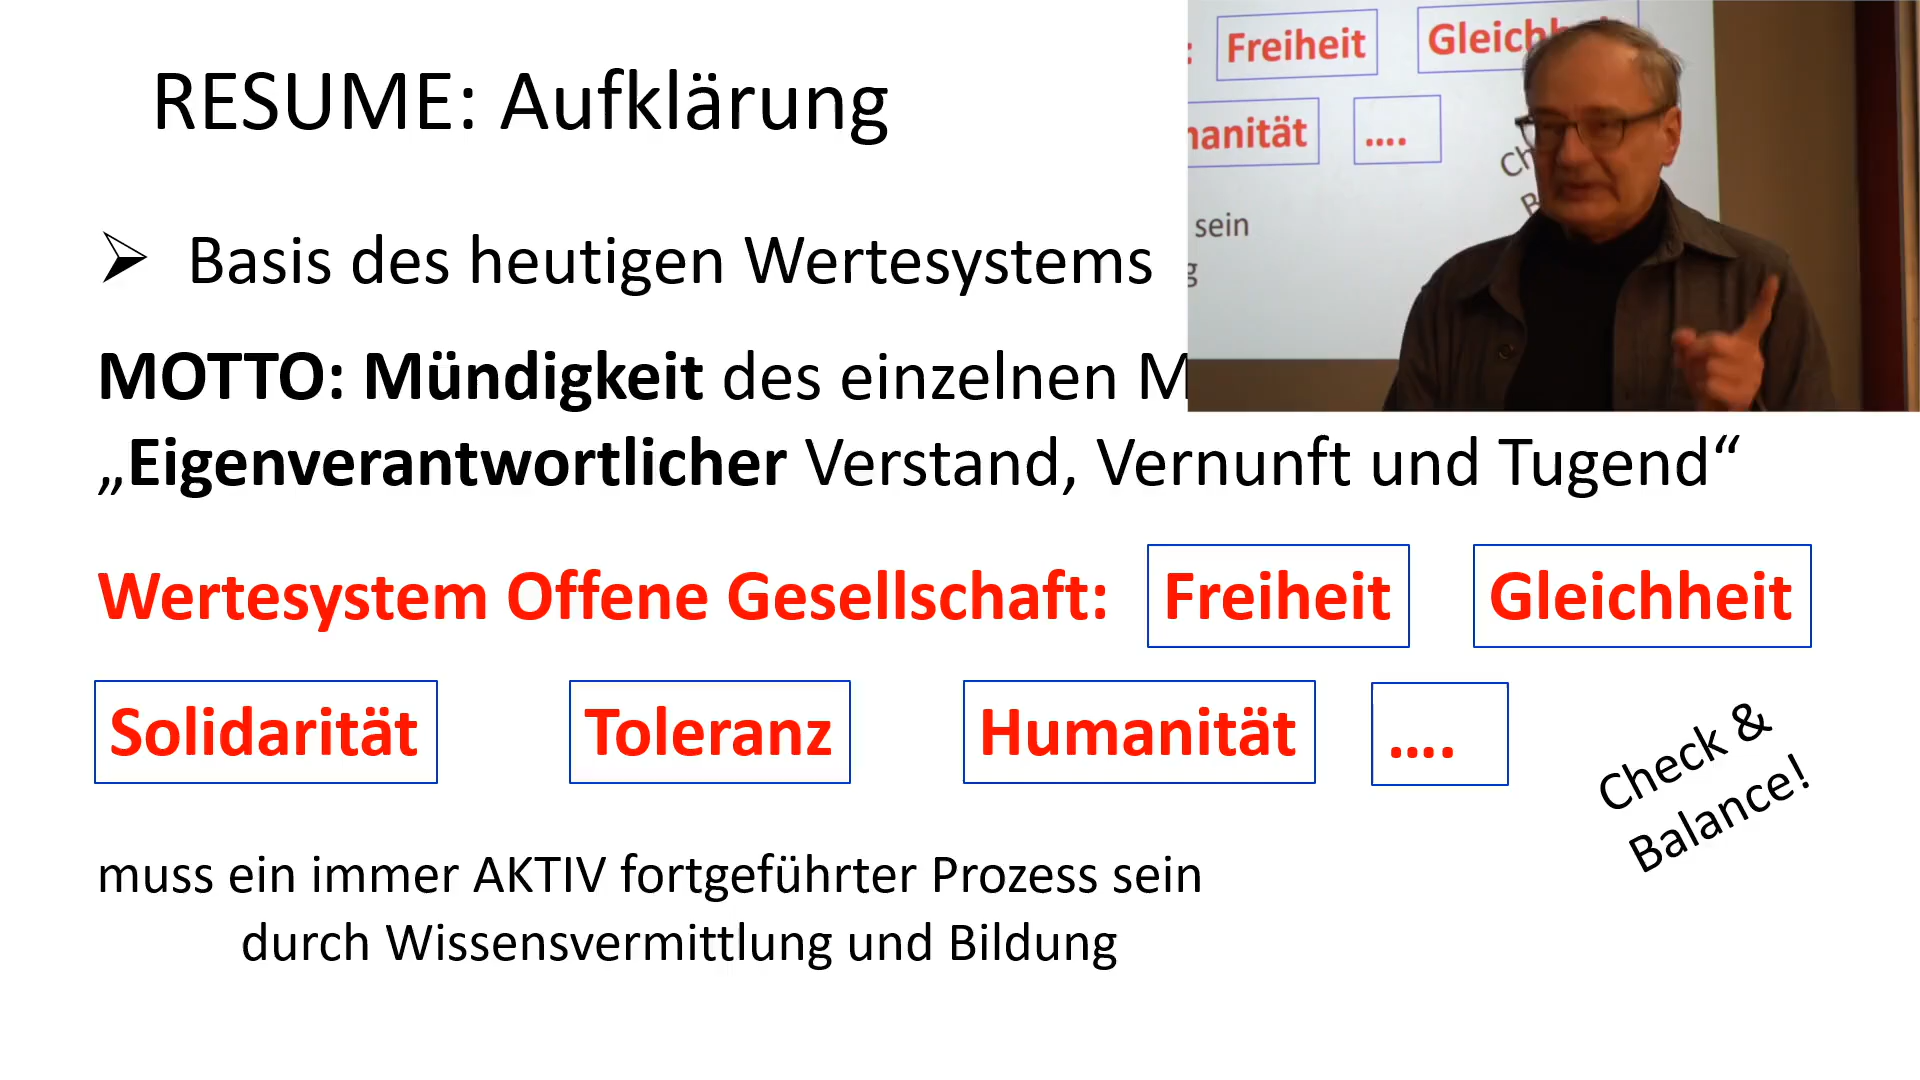 RESUME: Aufklärung
Basis des heutigen Wertesystems
MOTTO: Mündigkeit des einzelnen
„Eigenverantwortlicher Verstand, Vernunft und Tugend“
Wertesystem Offene Gesellschaft: Freiheit Gleichheit
Solidarität Toleranz Humanität ....
Check &
Balance!
muss ein immer AKTIV fortgeführter Prozess sein
durch Wissensvermittlung und Bildung
Freiheit
....
sein